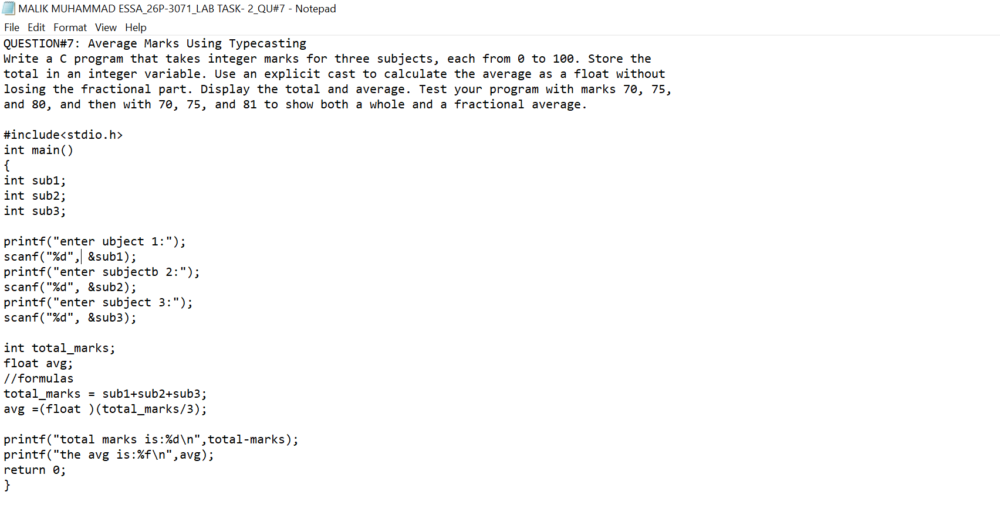 MALIK MUHAMMAD ESSA_26P-3071_LAB TASK- 2_QU#7 - Notepad
File Edit Format View Help
QUESTION#7: Average Marks Using Typecasting
Write a C program that takes integer marks for three subjects, each from 0 to 100. Store the
total in an integer variable. Use an explicit cast to calculate the average as a float without
losing the fractional part. Display the total and average. Test your program with marks 70, 75,
and 80, and then with 70, 75, and 81 to show both a whole and a fractional average.
#include<stdio.h>
int main()
{
int sub1;
int sub2;
int sub3;
printf("enter ubject 1:");
scanf("%d", &sub1);
printf("enter subjectb 2:");
scanf("%d", &sub2);
printf("enter subject 3:");
scanf("%d", &sub3);
int total_marks;
float avg;
//formulas
total_marks = sub1+sub2+sub3;
avg =(float )(total_marks/3);
printf("total marks is:%d\n",total-marks);
printf("the avg is:%f\n",avg);
return 0;
}